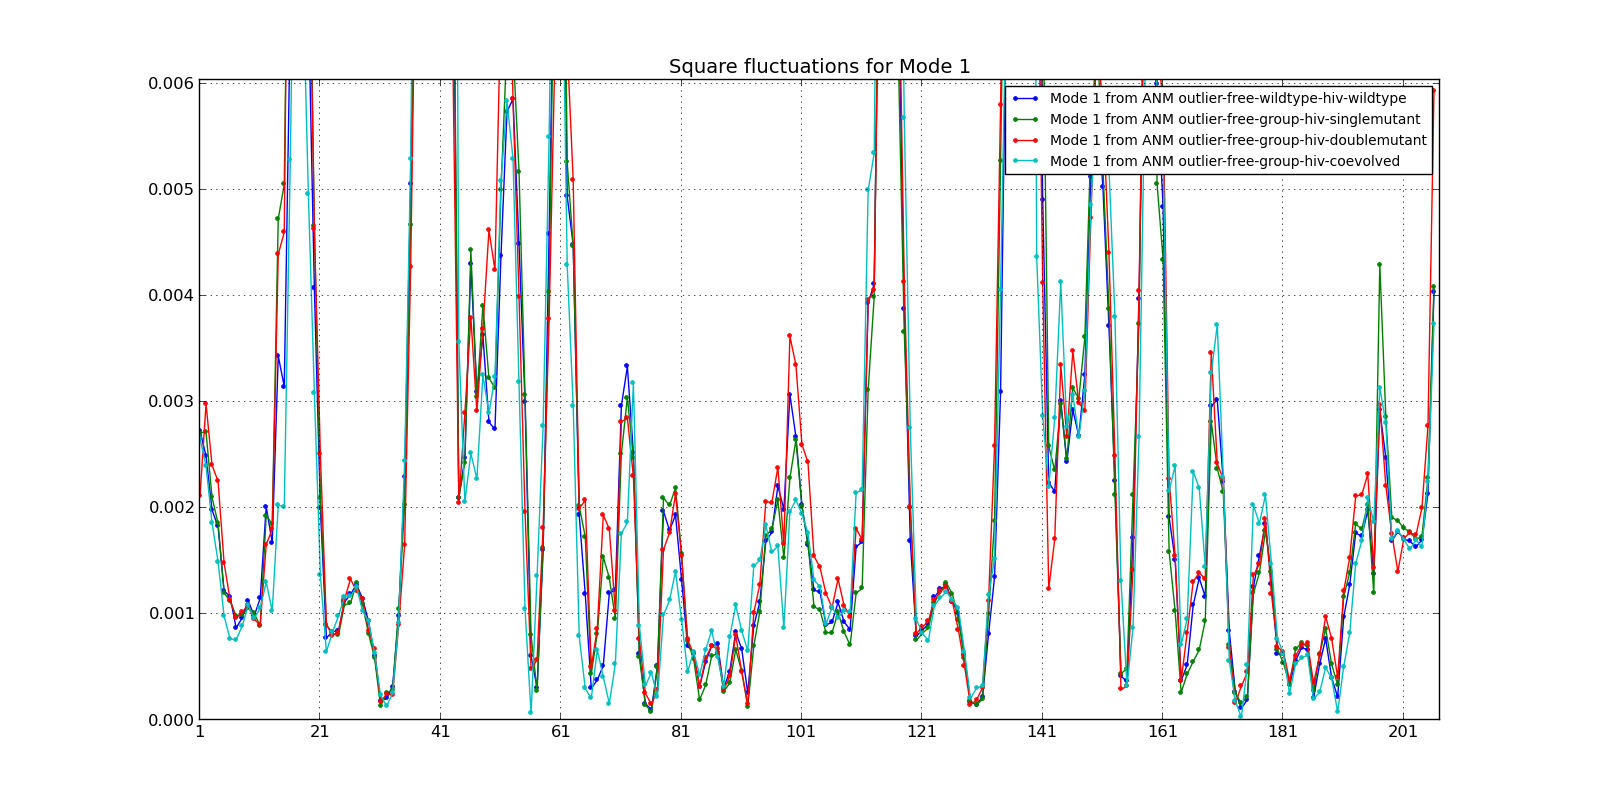 Square fluctuations for Mode 1
0.006
0.005
0.004
0.003
0.002
0.001
0.000
Mode 1 from ANM outlier-free-wildtype-hiv-wildtype
Mode 1 from ANM outlier-free-group-hiv-singlemutant
Mode 1 from ANM outlier-free-group-hiv-doublemutant
Mode 1 from ANM outlier-free-group-hiv-coevolved
1 21 41 61 81 101 121 141 161 181 201